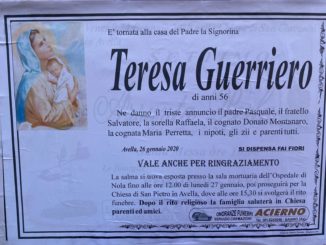 E' tornata alla casa del Padre la Signorina
Teresa Guerriero
di anni 56
Ne danno il triste annuncio il padre Pasquale, il fratello
Salvatore, la sorella Raffaela, il cognato Donato Montanaro,
la cognata Maria Perretta, i nipoti, gli zii e parenti tutti.
Avella, 26 gennaio 2020
SI DISPENSA DAI FIORI
VALE ANCHE PER RINGRAZIAMENTO
La salma si trova esposta presso la sala mortuaria dell'Ospedale di
Nola fino alle ore 12.00 di lunedì 27 gennaio, poi proseguirà per la
Chiesa di San Pietro in Avella, dove alle ore 15,30 si svolgerà il rito
funebre. Dopo il rito religioso la famiglia saluterà in Chiesa
parenti ed amici.
ONORANZE FUNEBRI ACIERNO